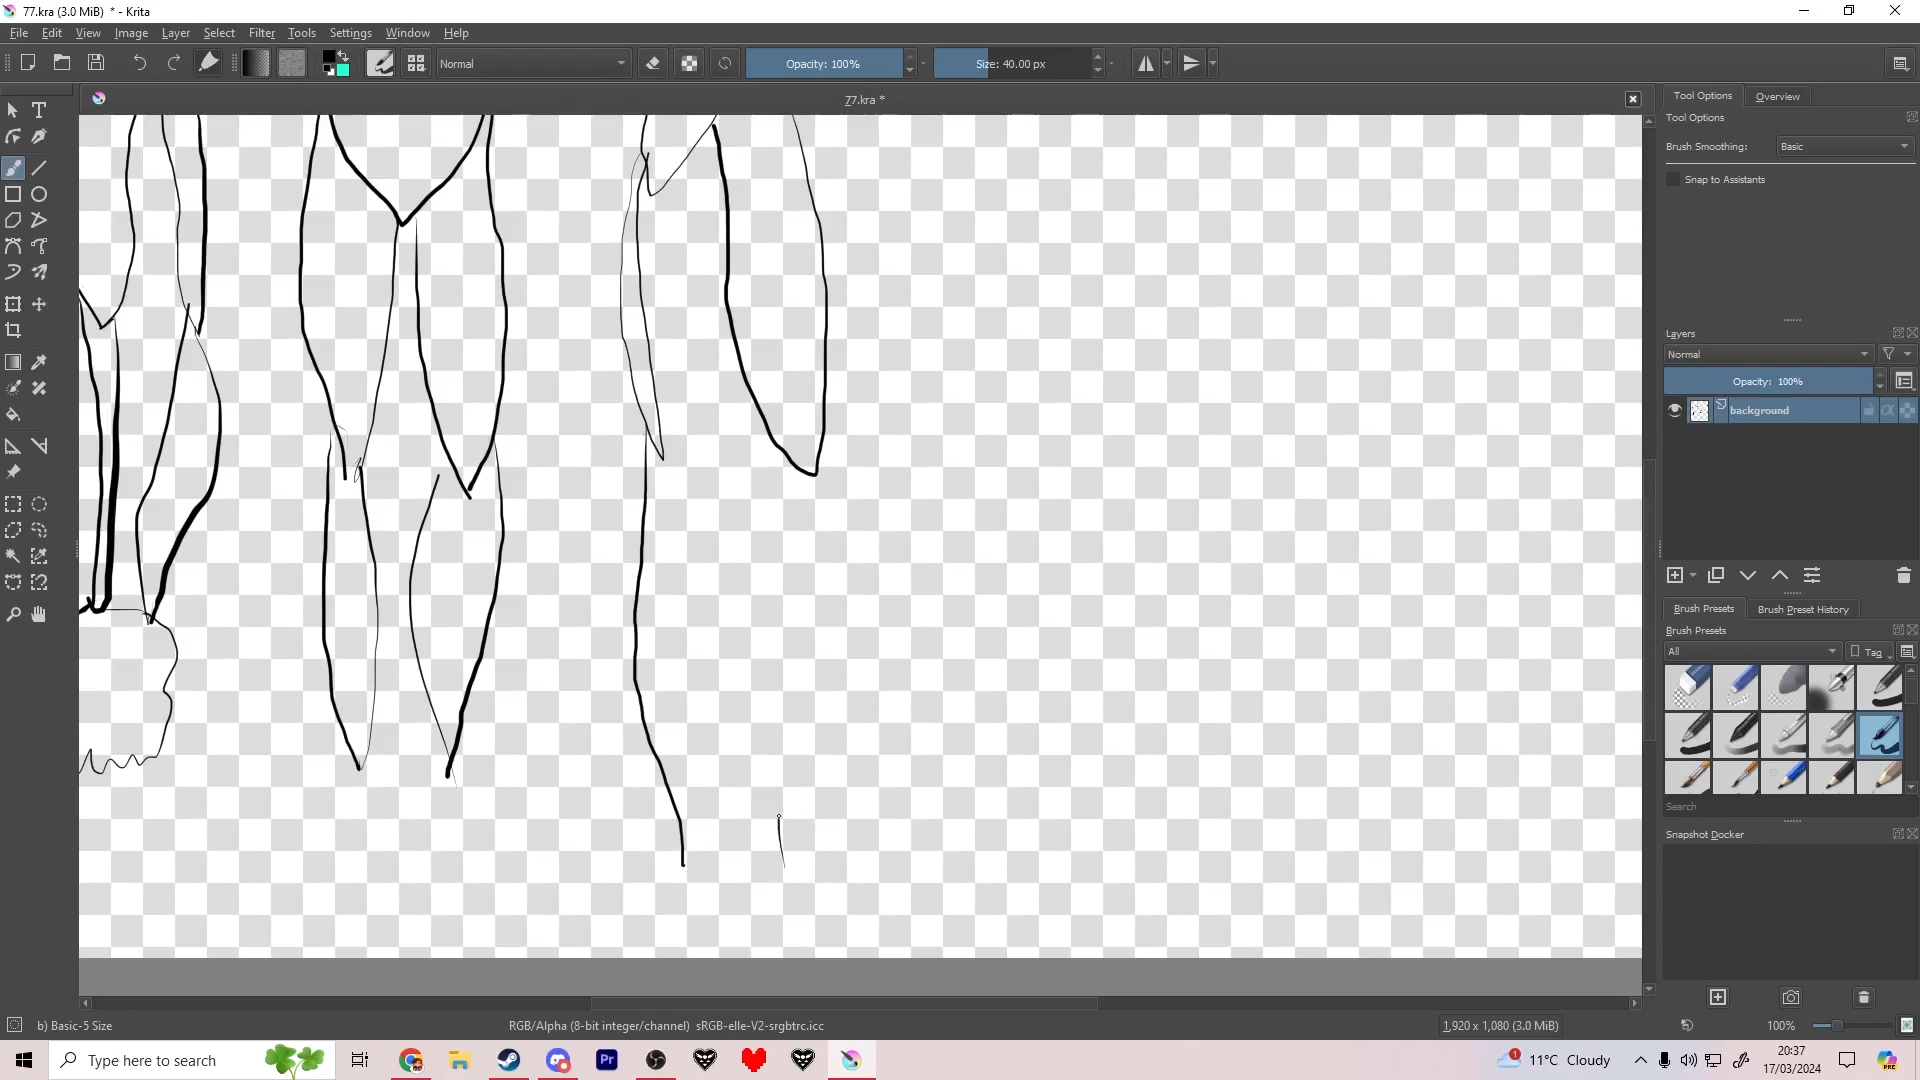 77.kra (3.0 MiB) * - Krita
File Edit View Image Layer Select Filter Tools Settings Window Help
Normal
Opacity: 100%
Size: 40.00 px
77.kra *
Tool Options
Overview
Tool Options
Brush Smoothing:
Basic
Snap to Assistants
Layers
Normal
Opacity: 100%
background
Brush Presets
Brush Preset History
Brush Presets
All
Tag
Search
Snapshot Docker
b) Basic-5 Size
RGB/Alpha (8-bit integer/channel) sRGB-elle-V2-srgbtrc.icc
1,920 x 1,080 (3.0 MiB)
100%
Type here to search
Pr
1
11°C Cloudy
20:37
17/03/2024
PRE